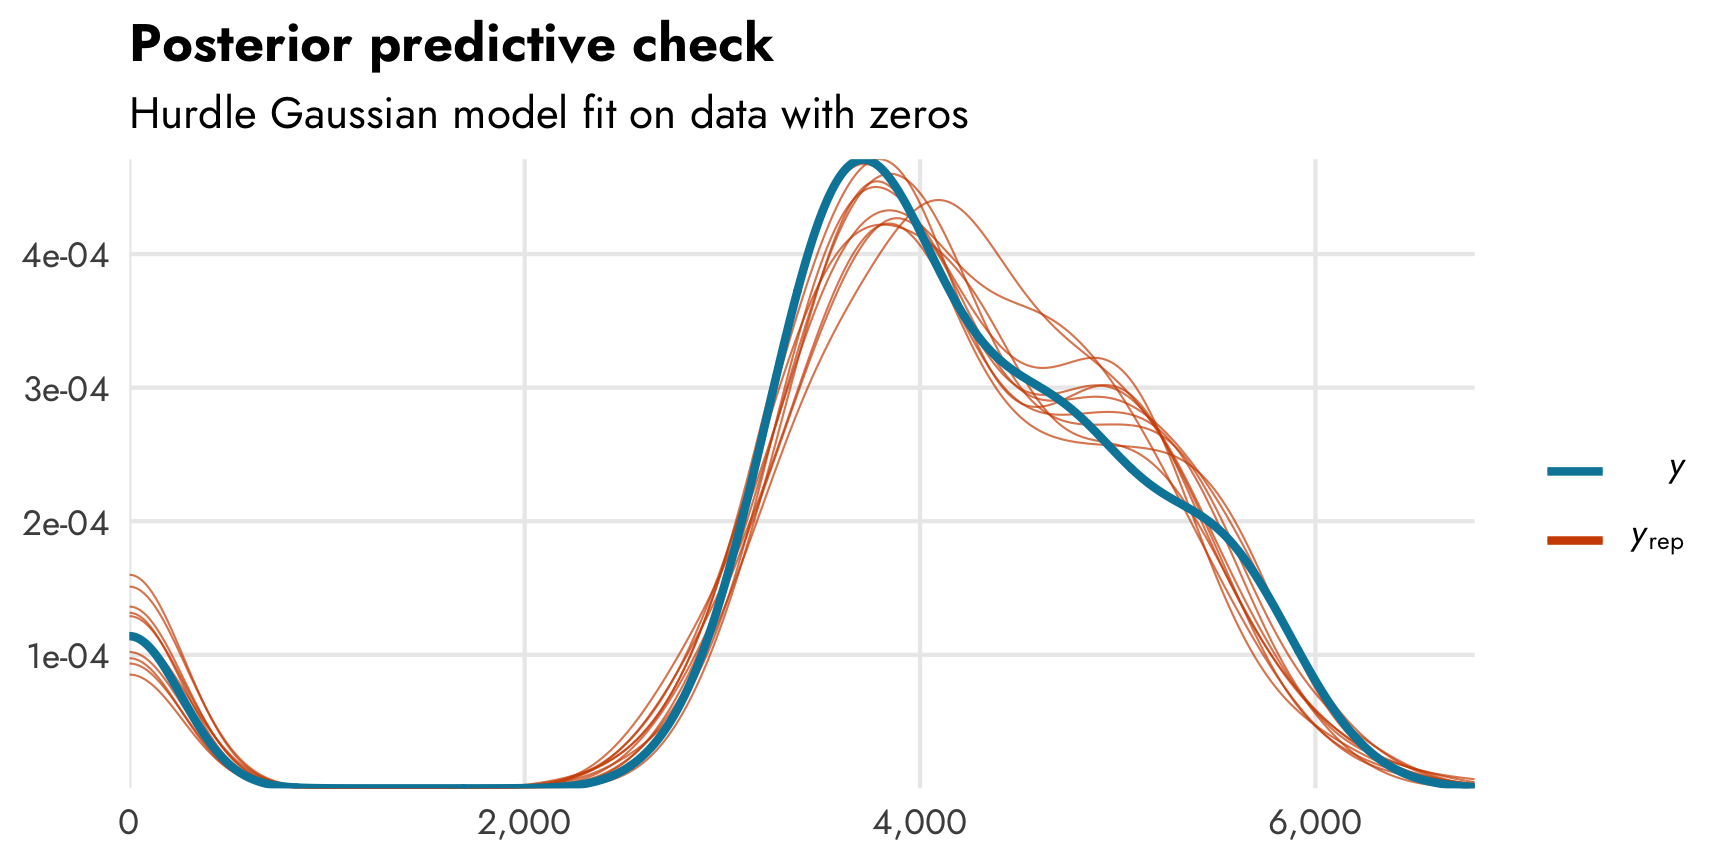 Posterior predictive check
Hurdle Gaussian model fit on data with zeros
4e-04
3e-04
2e-04
1e-04
0
2,000
4,000
6,000
y
yrep